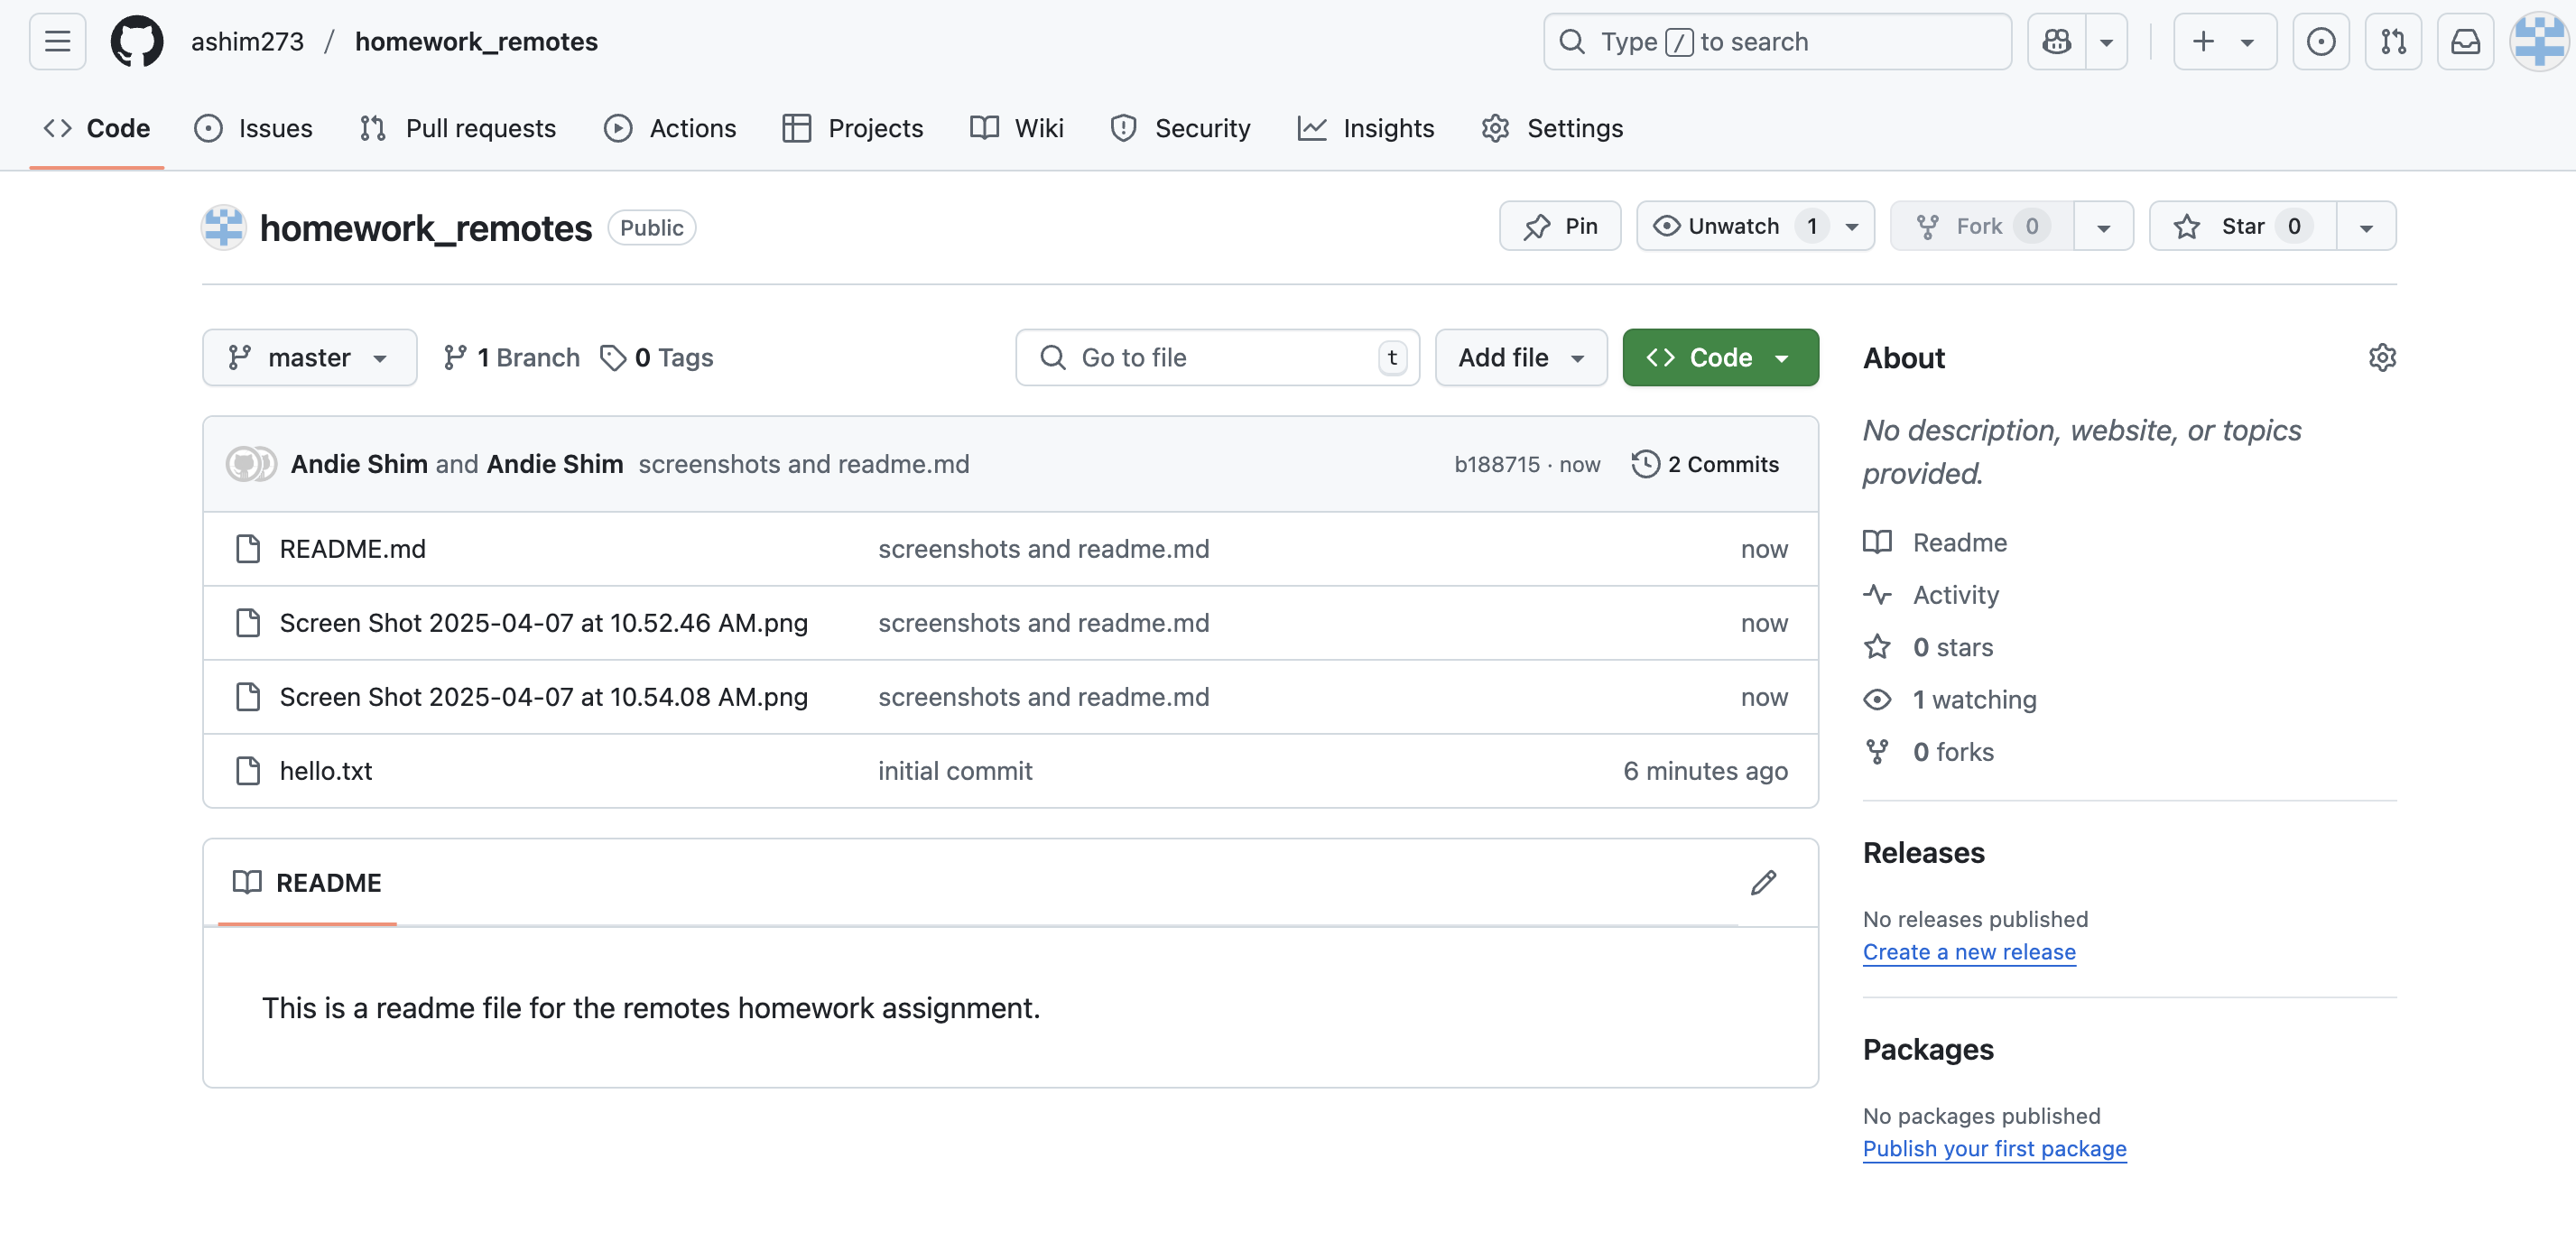 ashim273 / homework_remotes
Type / to search
Code Issues Pull requests Actions Projects Wiki Security Insights Settings
homework_remotes Public
Pin Unwatch 1 Fork 0 Star 0
master 1 Branch 0 Tags Go to file t Add file Code
Andie Shim and Andie Shim screenshots and readme.md b188715 · now 2 Commits
README.md screenshots and readme.md now
Screen Shot 2025-04-07 at 10.52.46 AM.png screenshots and readme.md now
Screen Shot 2025-04-07 at 10.54.08 AM.png screenshots and readme.md now
hello.txt initial commit 6 minutes ago
README
This is a readme file for the remotes homework assignment.
About
No description, website, or topics
provided.
Readme
Activity
0 stars
1 watching
0 forks
Releases
No releases published
Create a new release
Packages
No packages published
Publish your first package